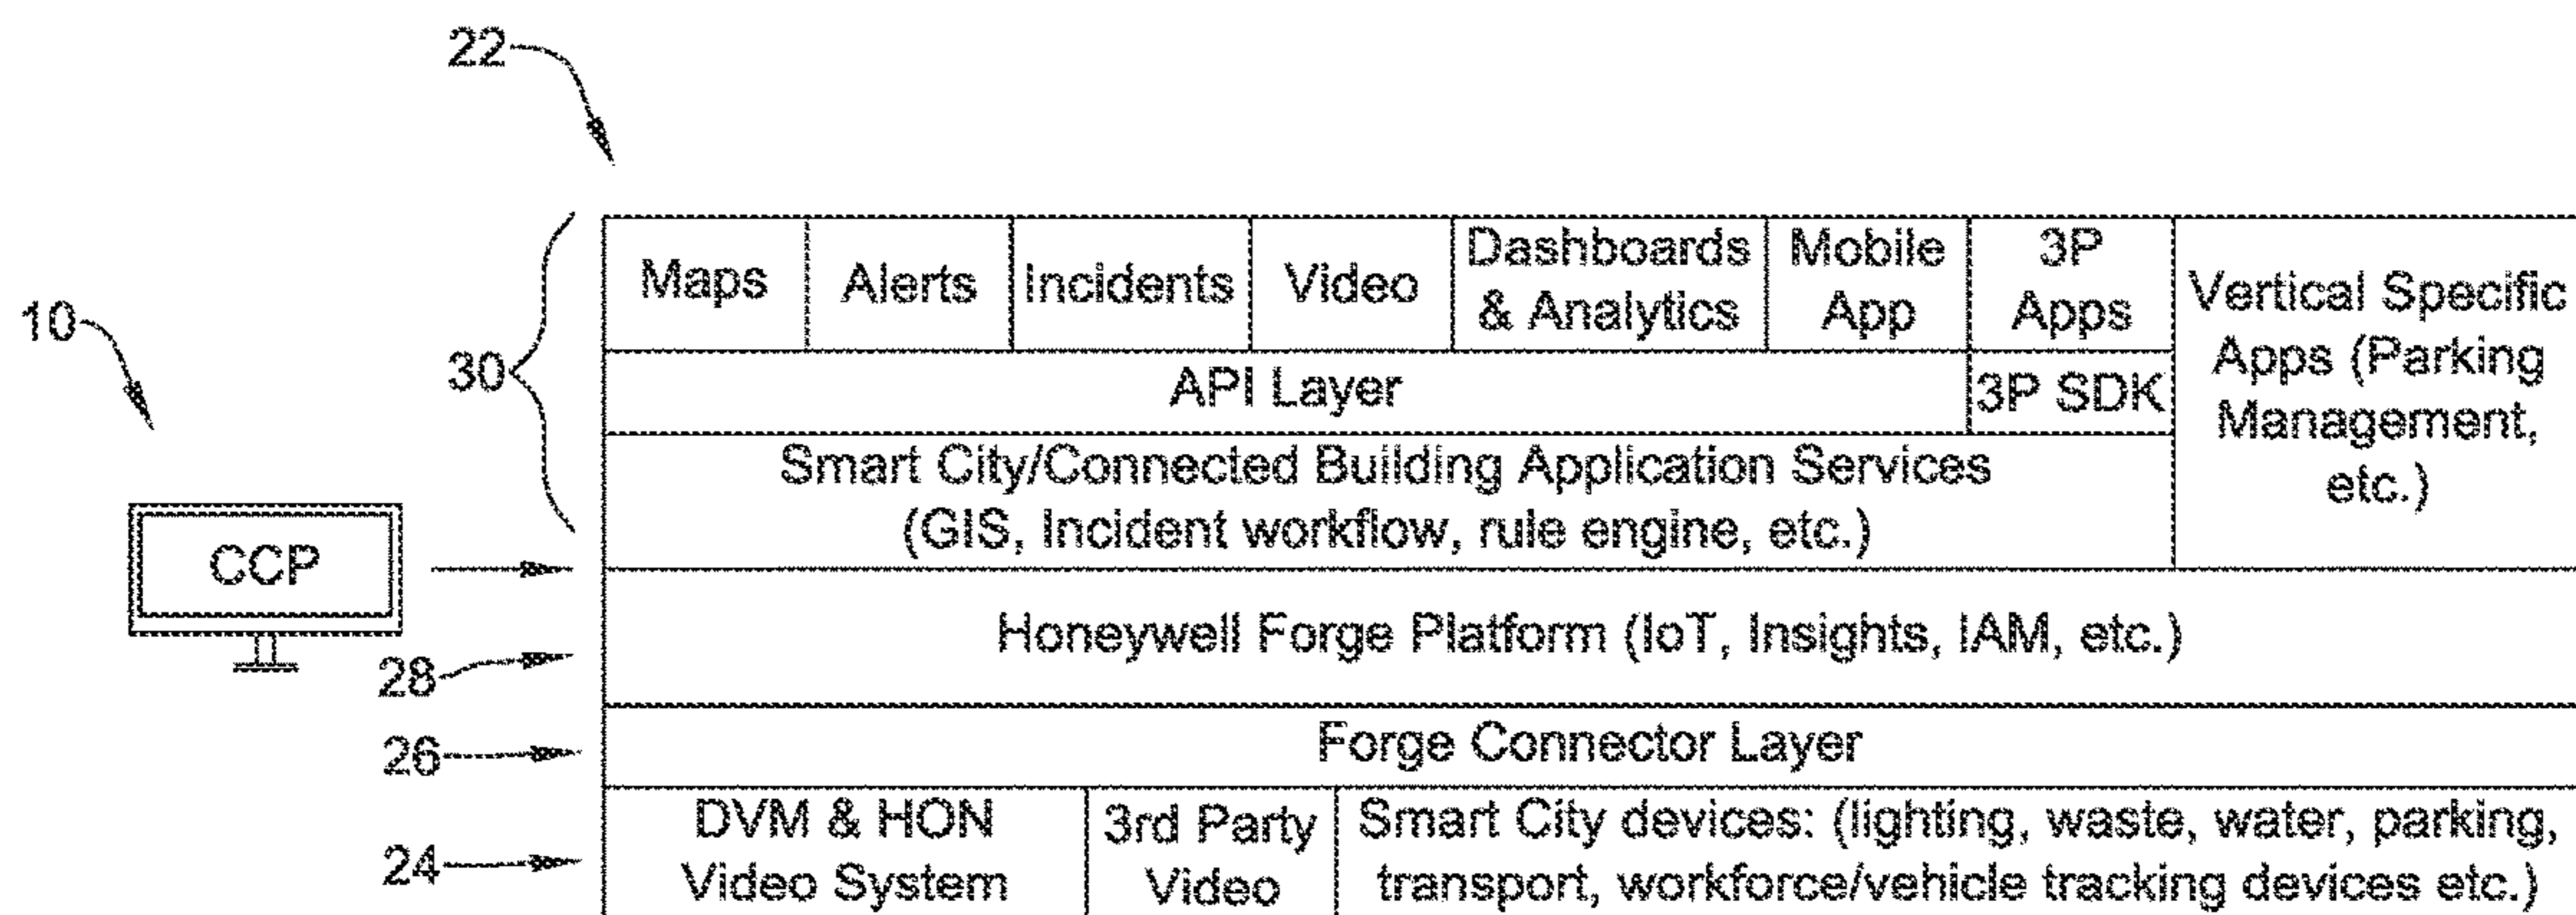 22
10
30
Maps
Alerts
Incidents
Video
Dashboards
& Analytics
Mobile
App
3P
Apps
Vertical Specific
Apps (Parking
Management,
etc.)
API Layer
3P SDK
Smart City/Connected Building Application Services
(GIS, Incident workflow, rule engine, etc.)
CCP
Honeywell Forge Platform (IoT, Insights, IAM, etc.)
28
26
Forge Connector Layer
24
DVM & HON
Video System
3rd Party
Video
Smart City devices: (lighting, waste, water, parking,
transport, workforce/vehicle tracking devices etc.)